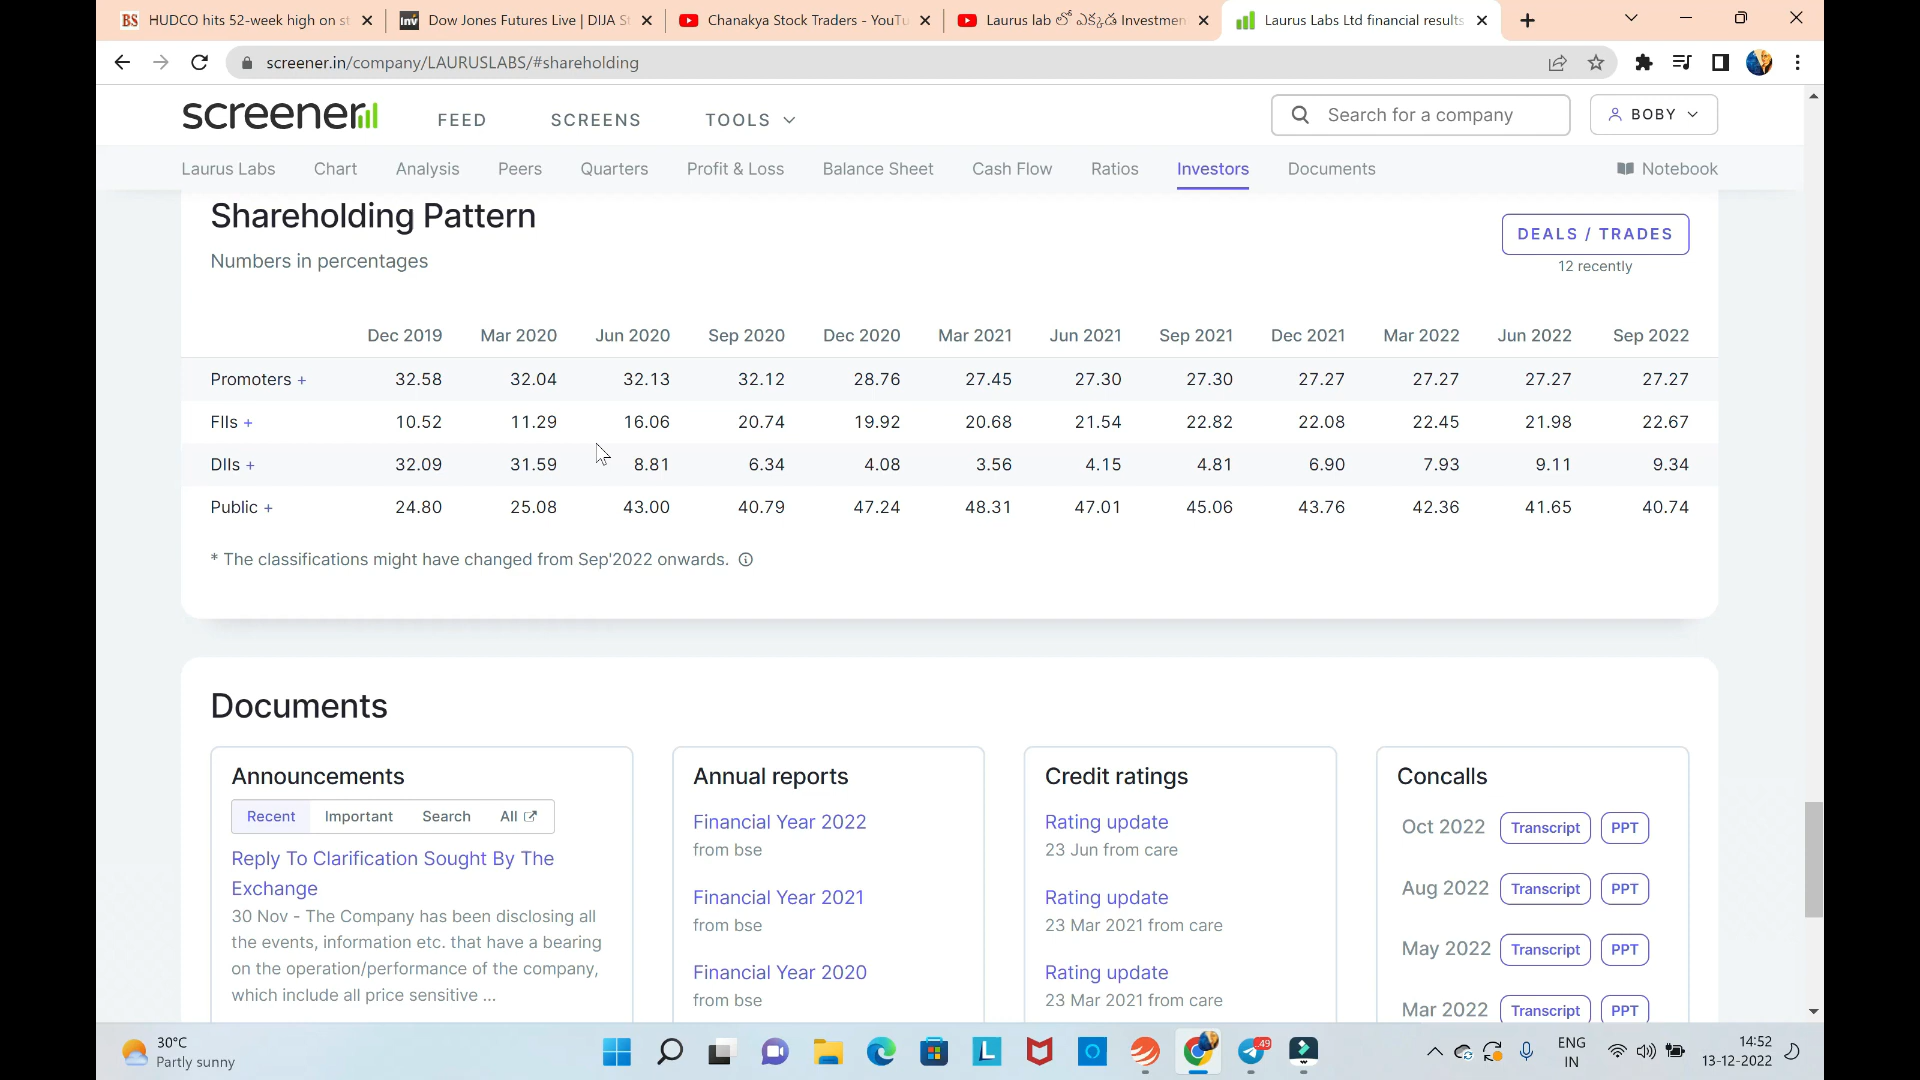 HUDCO hits 52-week high on st
Dow Jones Futures Live | DJIA St
Chanakya Stock Traders - YouTu
Laurus lab లో ఎక్కడ Investmen
Laurus Labs Ltd financial results
screener.in/company/LAURUSLABS/#shareholding
screener
FEED SCREENS TOOLS
Search for a company
BOBY
Laurus Labs Chart Analysis Peers Quarters Profit & Loss Balance Sheet Cash Flow Ratios Investors Documents Notebook
Shareholding Pattern
DEALS / TRADES
Numbers in percentages
12 recently
Dec 2019 Mar 2020 Jun 2020 Sep 2020 Dec 2020 Mar 2021 Jun 2021 Sep 2021 Dec 2021 Mar 2022 Jun 2022 Sep 2022
Promoters + 32.58 32.04 32.13 32.12 28.76 27.45 27.30 27.30 27.27 27.27 27.27 27.27
FIIs + 10.52 11.29 16.06 20.74 19.92 20.68 21.54 22.82 22.08 22.45 21.98 22.67
DIIs + 32.09 31.59 8.81 6.34 4.08 3.56 4.15 4.81 6.90 7.93 9.11 9.34
Public + 24.80 25.08 43.00 40.79 47.24 48.31 47.01 45.06 43.76 42.36 41.65 40.74
* The classifications might have changed from Sep'2022 onwards.
Documents
Announcements
Recent Important Search All
Reply To Clarification Sought By The
Exchange
30 Nov - The Company has been disclosing all
the events, information etc. that have a bearing
on the operation/performance of the company,
which include all price sensitive ...
Annual reports
Financial Year 2022
from bse
Financial Year 2021
from bse
Financial Year 2020
from bse
Credit ratings
Rating update
23 Jun from care
Rating update
23 Mar 2021 from care
Rating update
23 Mar 2021 from care
Concalls
Oct 2022 Transcript PPT
Aug 2022 Transcript PPT
May 2022 Transcript PPT
Mar 2022 Transcript PPT
30°C
Partly sunny
49
ENG
IN
14:52
13-12-2022